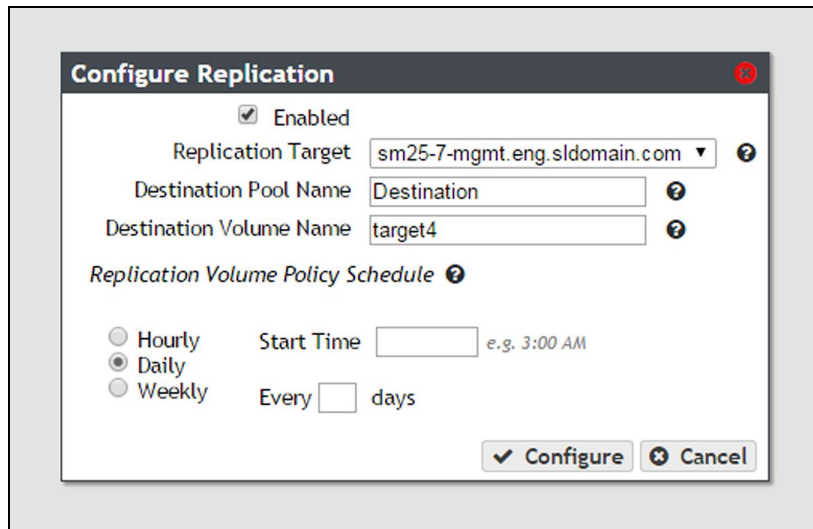 Configure Replication
Enabled
Replication Target sm25-7-mgmt.eng.sldomain.com
Destination Pool Name Destination
Destination Volume Name target4
Replication Volume Policy Schedule
Hourly Start Time e.g. 3:00 AM
Daily
Weekly Every days
Configure Cancel